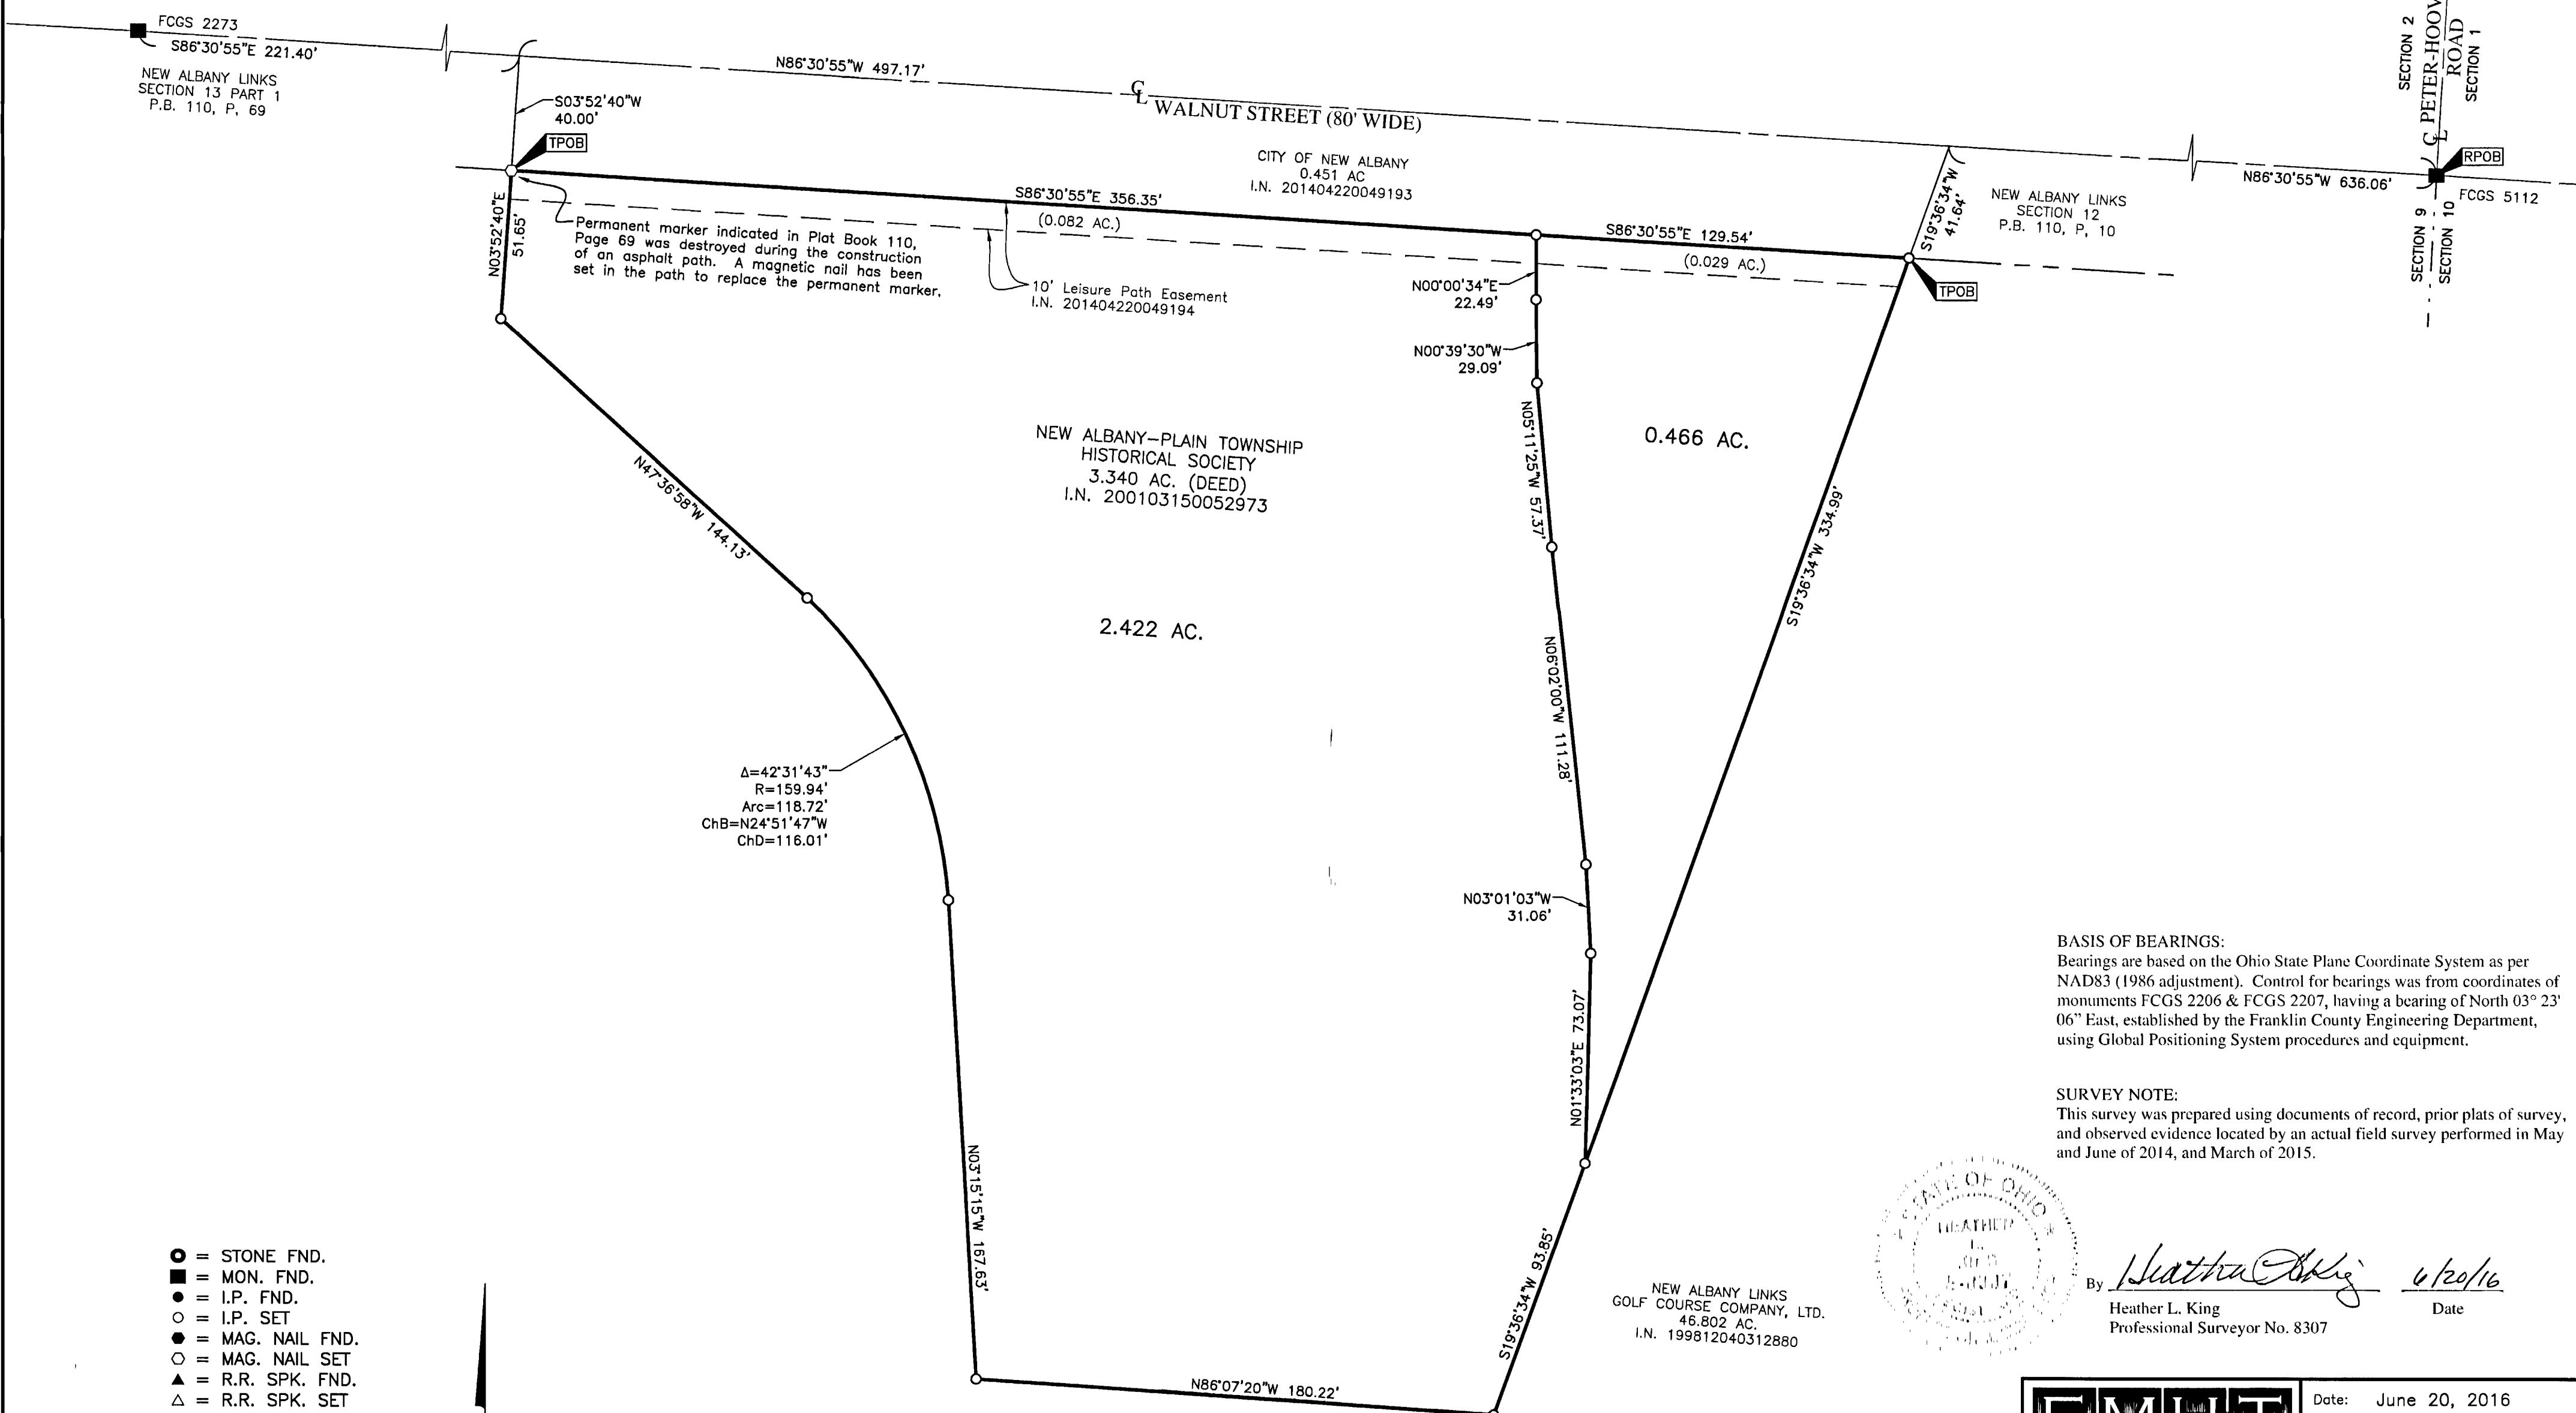 FCGS 2273
S86°30'55"E 221.40'
NEW ALBANY LINKS
SECTION 13 PART 1
P.B. 110, P. 69
N86°30'55"W 497.17'
S03°52'40"W
40.00'
TPOB
℄
WALNUT STREET (80' WIDE)
CITY OF NEW ALBANY
0.451 AC
I.N. 201404220049193
SECTION 2
℄ PETER-HOOV
ROAD
SECTION 1
RPOB
N86°30'55"W 636.06'
FCGS 5112
SECTION 9
SECTION 10
S19°36'34"W
41.64'
NEW ALBANY LINKS
SECTION 12
P.B. 110, P. 10
S86°30'55"E 356.35'
(0.082 AC.)
S86°30'55"E 129.54'
(0.029 AC.)
TPOB
N03°52'40"E
51.65'
Permanent marker indicated in Plat Book 110,
Page 69 was destroyed during the construction
of an asphalt path. A magnetic nail has been
set in the path to replace the permanent marker.
10' Leisure Path Easement
I.N. 201404220049194
N00°00'34"E
22.49'
N00°39'30"W
29.09'
N05°11'25"W 57.37'
0.466 AC.
NEW ALBANY-PLAIN TOWNSHIP
HISTORICAL SOCIETY
3.340 AC. (DEED)
I.N. 200103150052973
N47°36'58"W 144.13'
S19°36'34"W 334.99'
2.422 AC.
N06°02'00"W 111.28'
Δ=42°31'43"
R=159.94'
Arc=118.72'
ChB=N24°51'47"W
ChD=116.01'
N03°01'03"W
31.06'
N01°33'03"E 73.07'
BASIS OF BEARINGS:
Bearings are based on the Ohio State Plane Coordinate System as per
NAD83 (1986 adjustment). Control for bearings was from coordinates of
monuments FCGS 2206 & FCGS 2207, having a bearing of North 03° 23'
06" East, established by the Franklin County Engineering Department,
using Global Positioning System procedures and equipment.
SURVEY NOTE:
This survey was prepared using documents of record, prior plats of survey,
and observed evidence located by an actual field survey performed in May
and June of 2014, and March of 2015.
N03°15'15"W 167.63'
S19°36'34"W 93.85'
N86°07'20"W 180.22'
NEW ALBANY LINKS
GOLF COURSE COMPANY, LTD.
46.802 AC.
I.N. 199812040312880
STATE OF OHIO
HEATHER
L.
By Heather L King 6/20/16
Heather L. King Date
Professional Surveyor No. 8307
= STONE FND.
= MON. FND.
= I.P. FND.
= I.P. SET
= MAG. NAIL FND.
= MAG. NAIL SET
= R.R. SPK. FND.
= R.R. SPK. SET
EMHT
Date: June 20, 2016